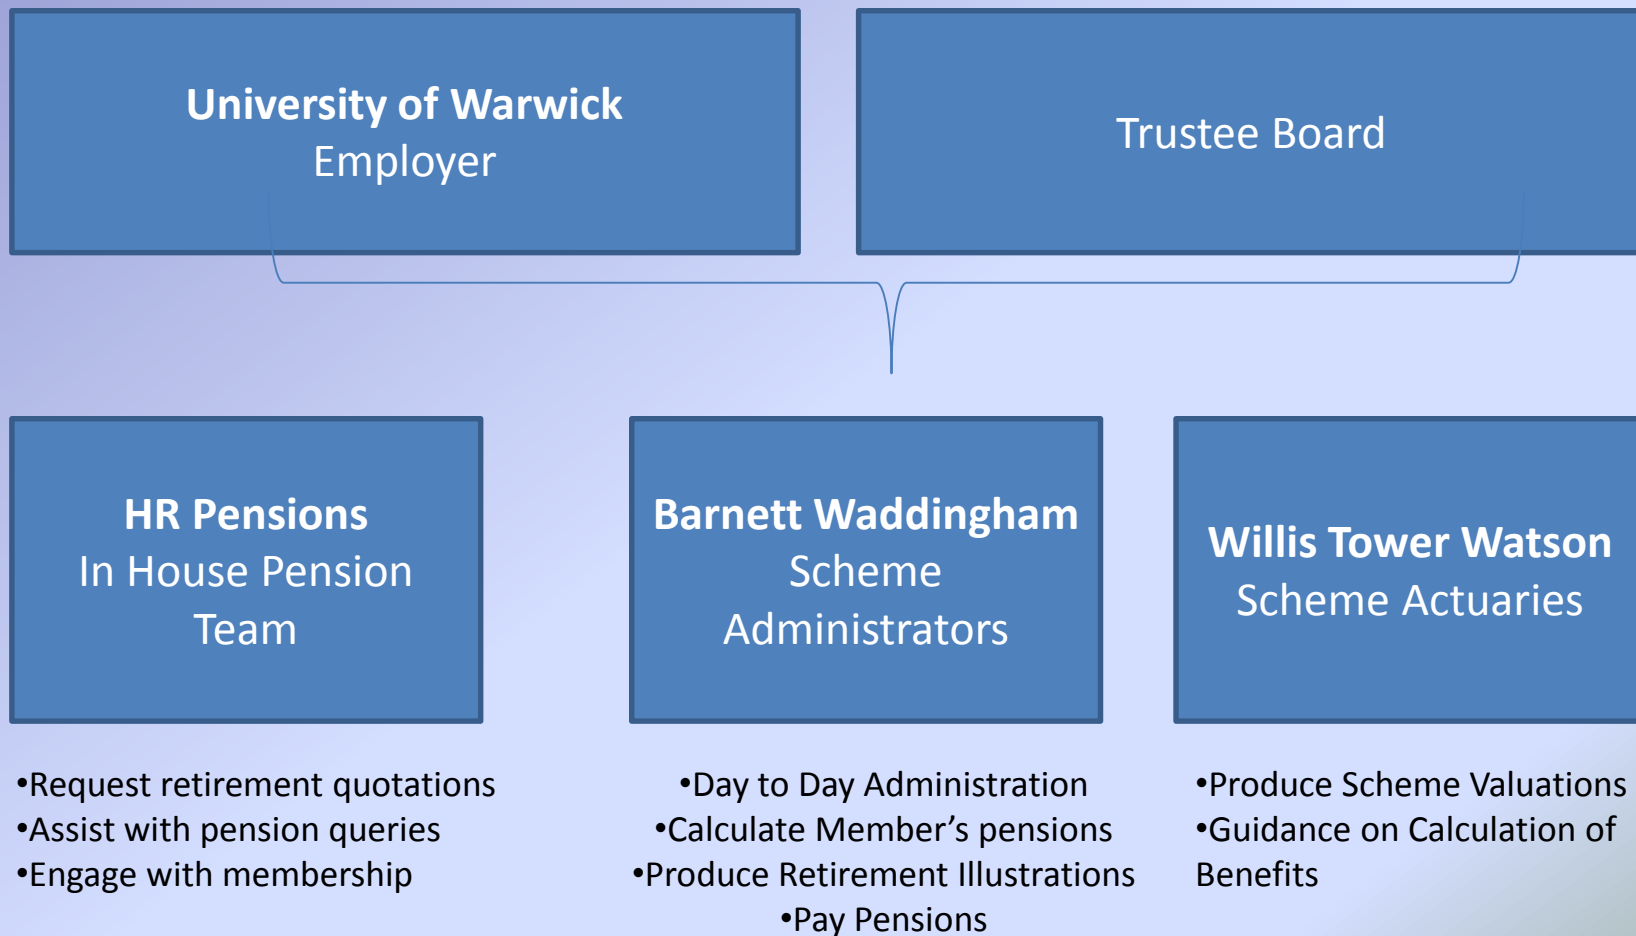 University of Warwick
Employer
Trustee Board
HR Pensions
In House Pension
Team
Barnett Waddingham
Scheme
Administrators
Willis Tower Watson
Scheme Actuaries
•Request retirement quotations
•Assist with pension queries
•Engage with membership
•Day to Day Administration
•Calculate Member’s pensions
•Produce Retirement Illustrations
•Pay Pensions
•Produce Scheme Valuations
•Guidance on Calculation of
Benefits